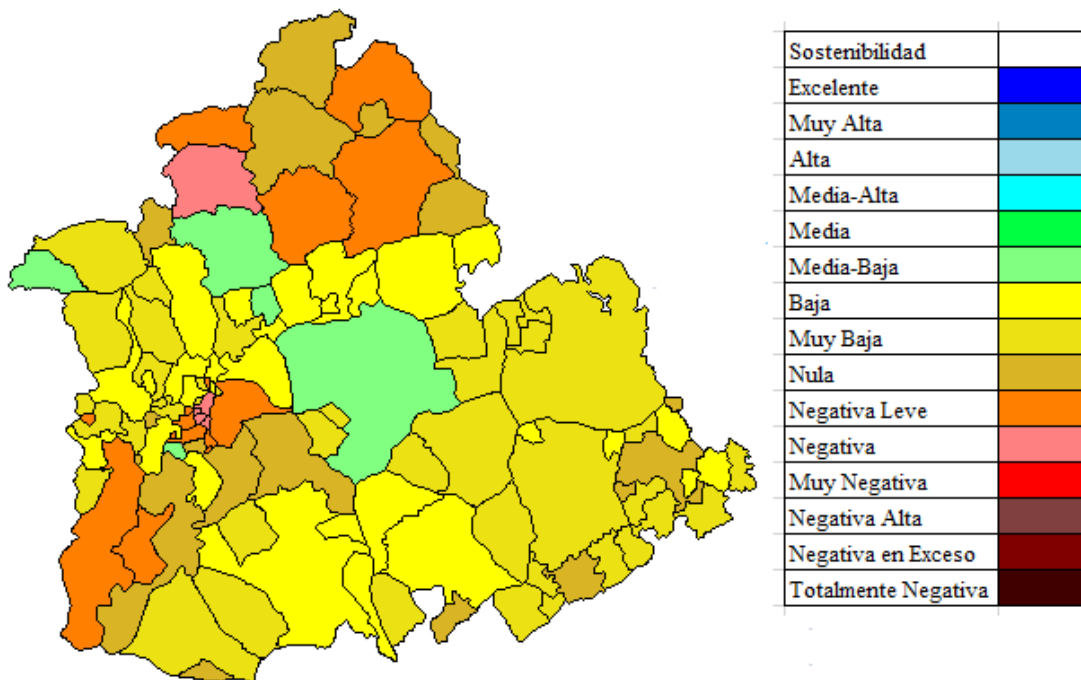 Sostenibilidad
Excelente
Muy Alta
Alta
Media-Alta
Media
Media-Baja
Baja
Muy Baja
Nula
Negativa Leve
Negativa
Muy Negativa
Negativa Alta
Negativa en Exceso
Totalmente Negativa